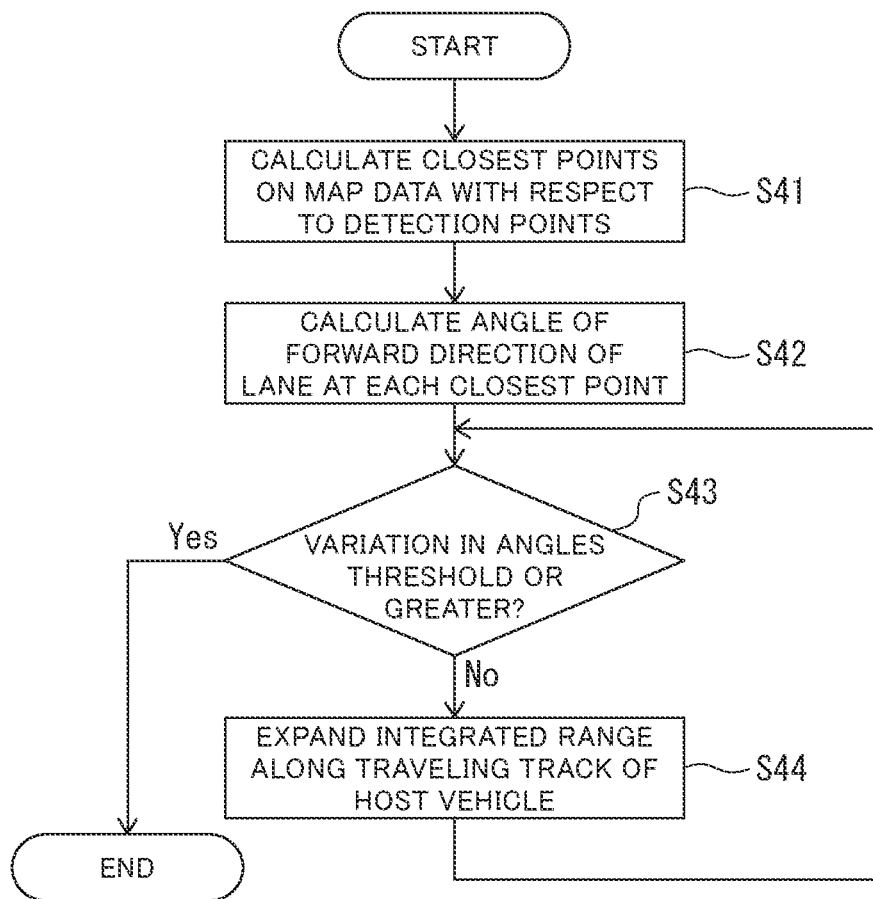 START
CALCULATE CLOSEST POINTS
ON MAP DATA WITH RESPECT
TO DETECTION POINTS
S41
CALCULATE ANGLE OF
FORWARD DIRECTION OF
LANE AT EACH CLOSEST POINT
S42
S43
Yes
VARIATION IN ANGLES
THRESHOLD OR
GREATER?
No
EXPAND INTEGRATED RANGE
ALONG TRAVELING TRACK OF
HOST VEHICLE
S44
END